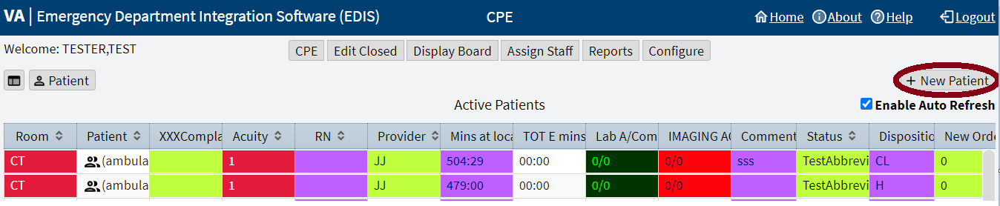 VA | Emergency Department Integration Software (EDIS) CPE Home About Help Logout
Welcome: TESTER,TEST CPE Edit Closed Display Board Assign Staff Reports Configure
Patient + New Patient
Active Patients Enable Auto Refresh
Room Patient XXXCompla Acuity RN Provider Mins at loca TOT E mins Lab A/Com IMAGING AC Comment Status Dispositio New Orde
CT (ambula 1 JJ 504:29 00:00 0/0 0/0 sss TestAbbrevi CL 0
CT (ambula 1 JJ 479:00 00:00 0/0 0/0 TestAbbrevi H 0